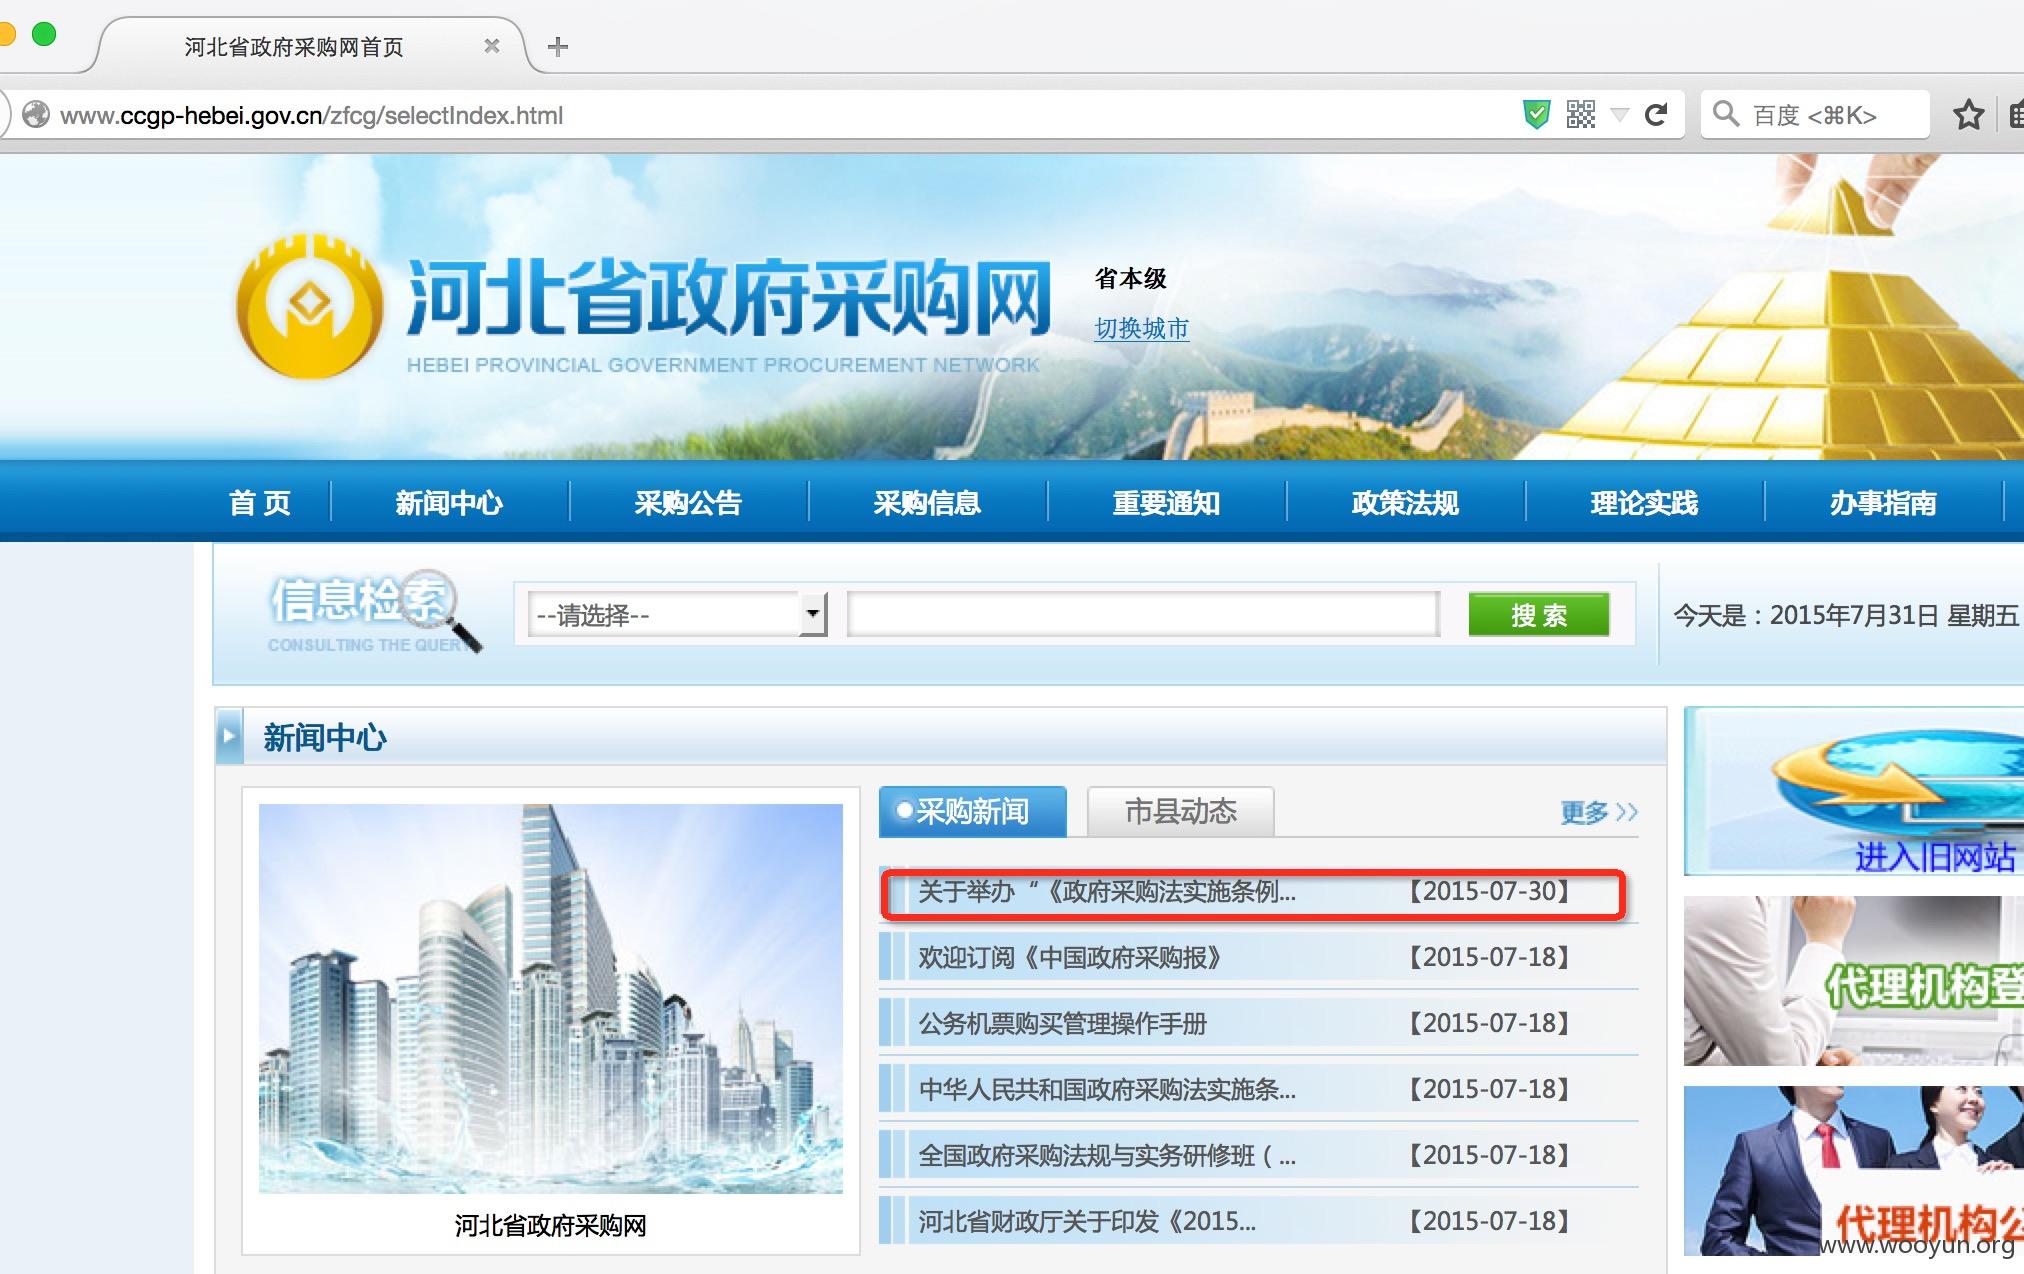 河北省政府采购网首页
www.ccgp-hebei.gov.cn/zfcg/selectIndex.html
百度 <⌘K>
河北省政府采购网
HEBEI PROVINCIAL GOVERNMENT PROCUREMENT NETWORK
省本级
切换城市
首 页
新闻中心
采购公告
采购信息
重要通知
政策法规
理论实践
办事指南
信息检索
CONSULTING THE QUERY
--请选择--
搜 索
今天是：2015年7月31日 星期五
新闻中心
采购新闻
市县动态
更多>>
关于举办“《政府采购法实施条例... 【2015-07-30】
欢迎订阅《中国政府采购报》 【2015-07-18】
公务机票购买管理操作手册 【2015-07-18】
中华人民共和国政府采购法实施条... 【2015-07-18】
全国政府采购法规与实务研修班（... 【2015-07-18】
河北省财政厅关于印发《2015... 【2015-07-18】
河北省政府采购网
进入旧网站
代理机构登
代理机构公
www.wooyun.org